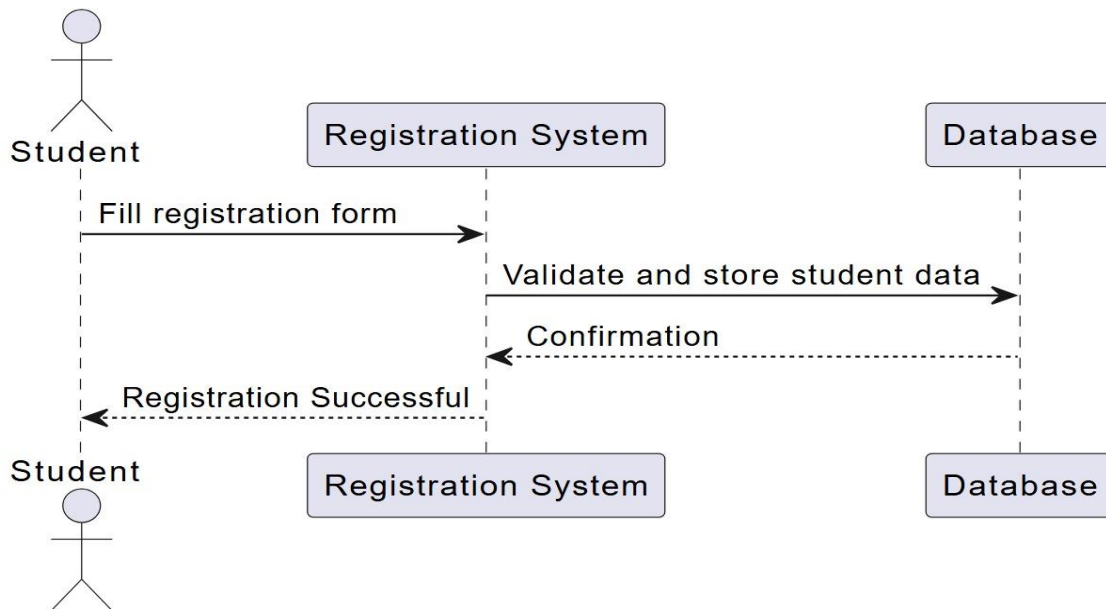 Student
Registration System
Database
Fill registration form
Validate and store student data
Confirmation
Registration Successful
Student
Registration System
Database